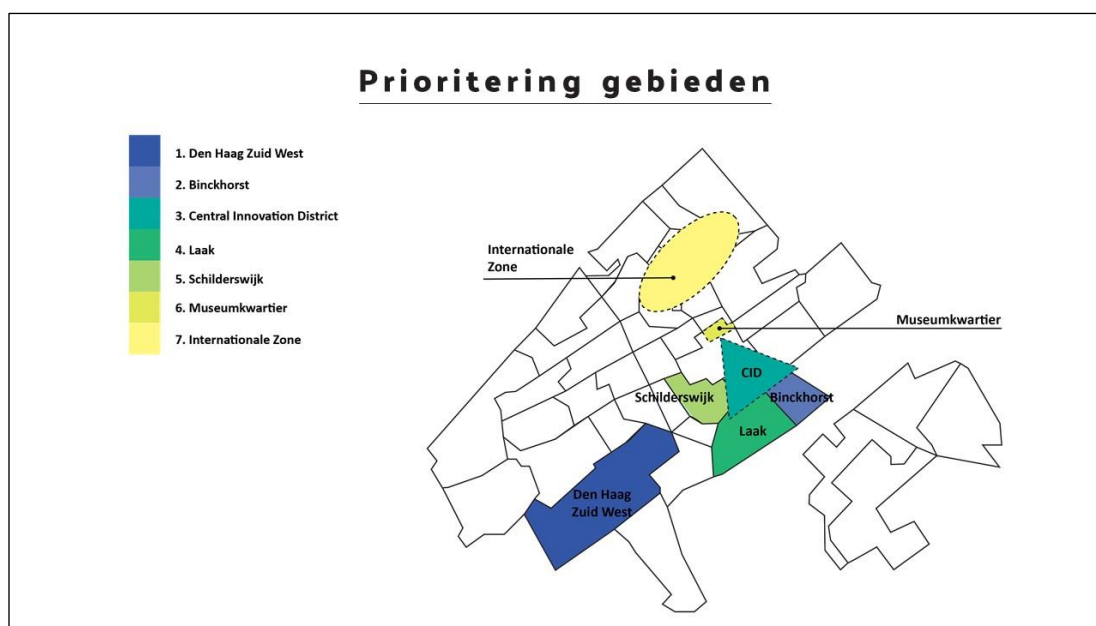 Prioritering gebieden
1. Den Haag Zuid West
2. Binckhorst
3. Central Innovation District
4. Laak
5. Schilderswijk
6. Museumkwartier
7. Internationale Zone
Internationale
Zone
Museumkwartier
CID
Schilderswijk
Binckhorst
Laak
Den Haag
Zuid West